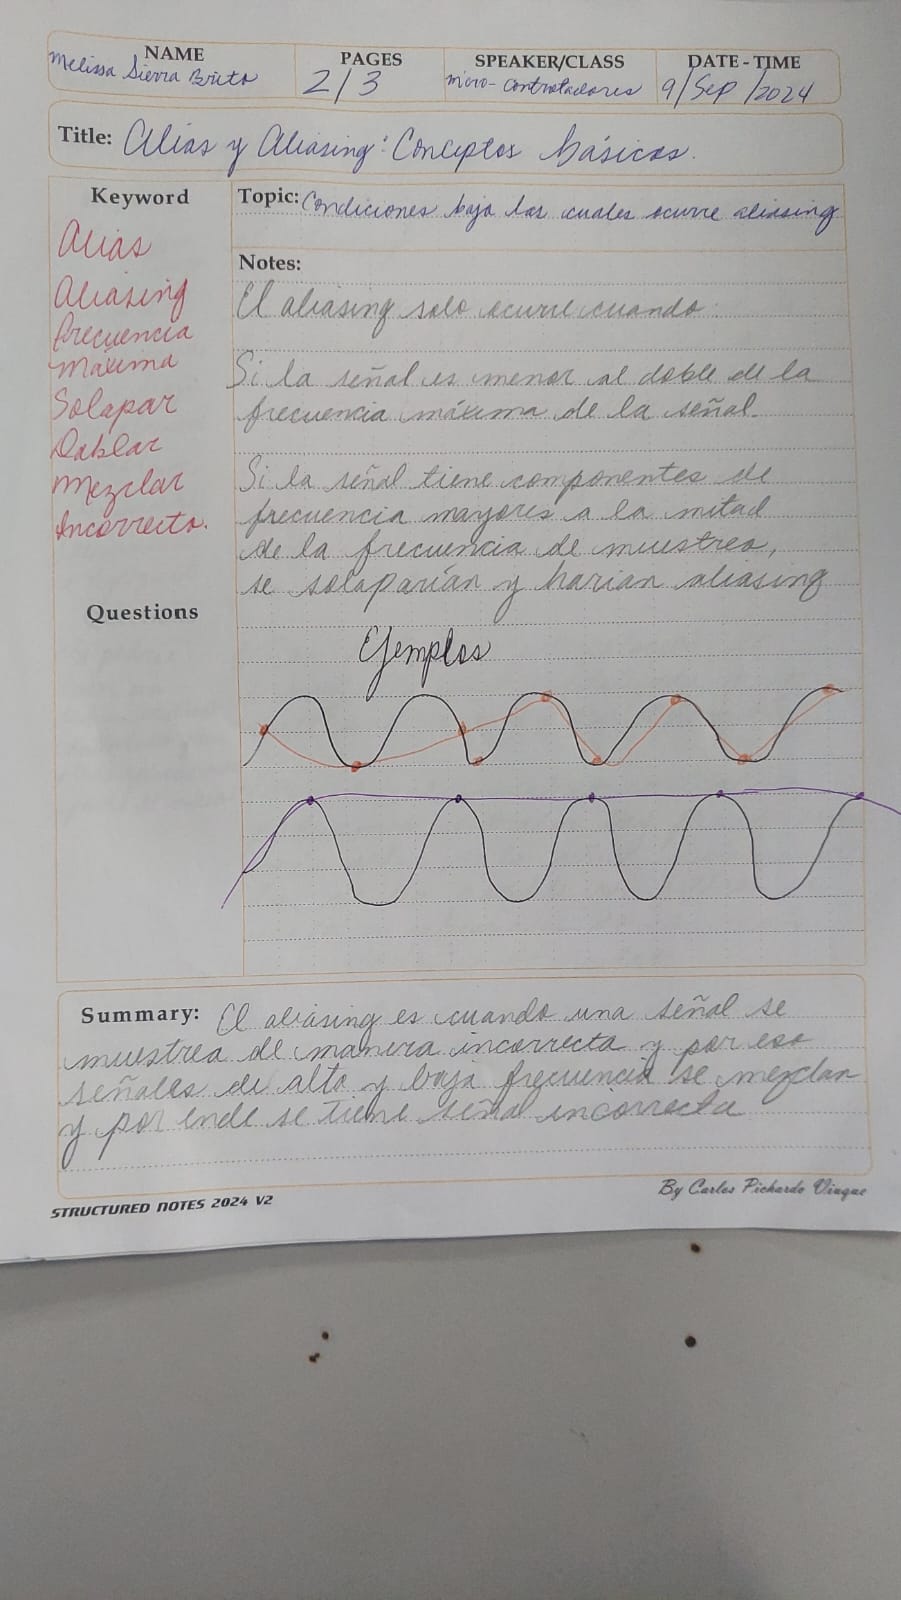 NAME PAGES SPEAKER/CLASS DATE - TIME
Melissa Sierra Brito 2/3 Micro-controladores 9/Sep/2024
Title: Alias y Aliasing: Conceptos básicos.
Keyword
Alias
Aliasing
frecuencia
máxima
Solapar
Doblar
Mezclar
Incorrecto.
Questions
Topic: Condiciones bajo las cuales ocurre aliasing
Notes:
El aliasing solo ocurre cuando:
Si la señal es menor al doble de la
frecuencia máxima de la señal.
Si la señal tiene componentes de
frecuencia mayores a la mitad
de la frecuencia de muestreo,
se solaparían y harían aliasing
Ejemplos
Summary: El aliasing es cuando una señal se
muestrea de manera incorrecta y por eso
señales de alta y baja frecuencia se mezclan
y por ende se tiene señal incorrecta
STRUCTURED NOTES 2024 V2
By Carlos Pichardo Viuque